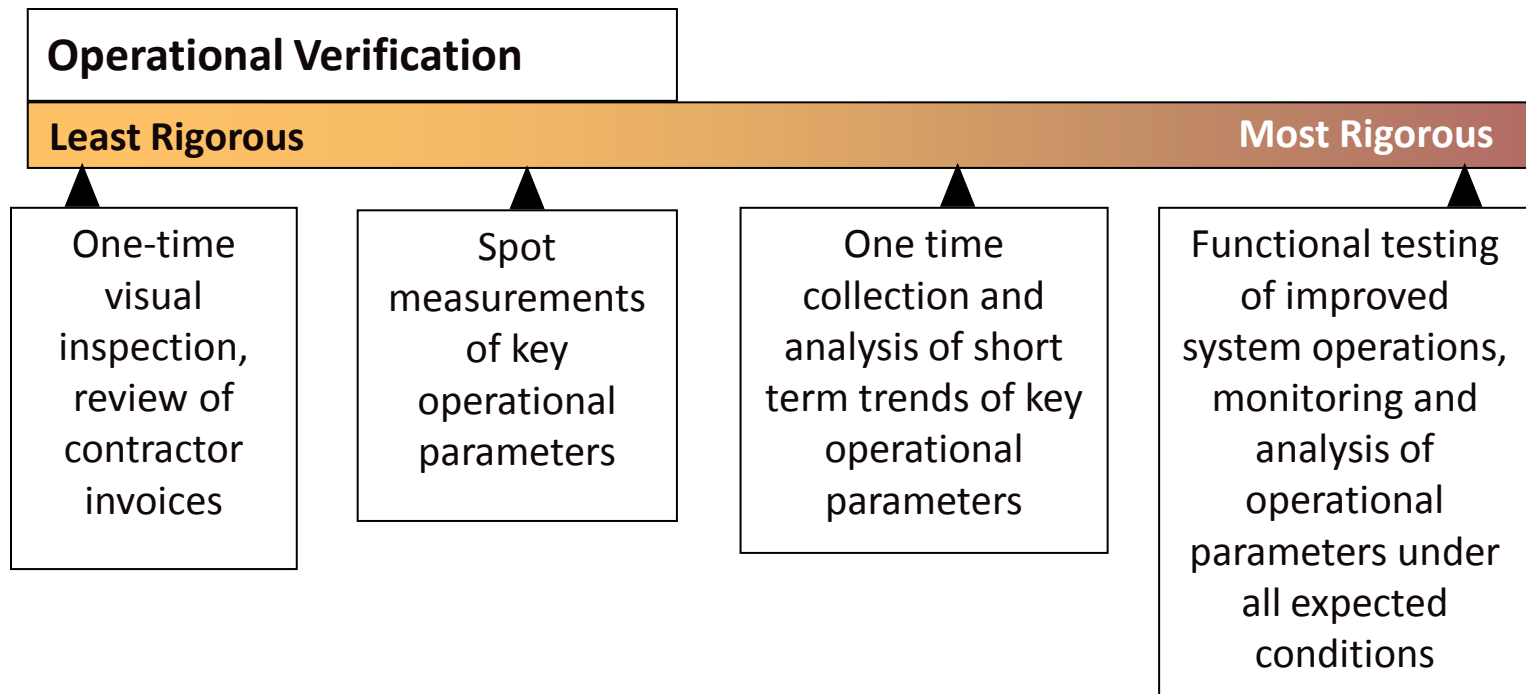 Operational Verification
Least Rigorous
Most Rigorous
One-time
visual
inspection,
review of
contractor
invoices
Spot
measurements
of key
operational
parameters
One time
collection and
analysis of short
term trends of key
operational
parameters
Functional testing
of improved
system operations,
monitoring and
analysis of
operational
parameters under
all expected
conditions